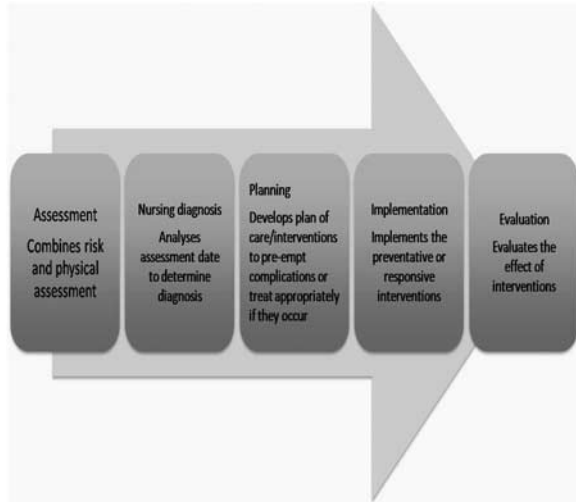 Assessment
Combines risk
and physical
assessment
Nursing diagnosis
Analyses
assessment date
to determine
diagnosis
Planning
Develops plan of
care/interventions
to pre-empt
complications or
treat appropriately
if they occur
Implementation
Implements the
preventative or
responsive
interventions
Evaluation
Evaluates the
effect of
interventions